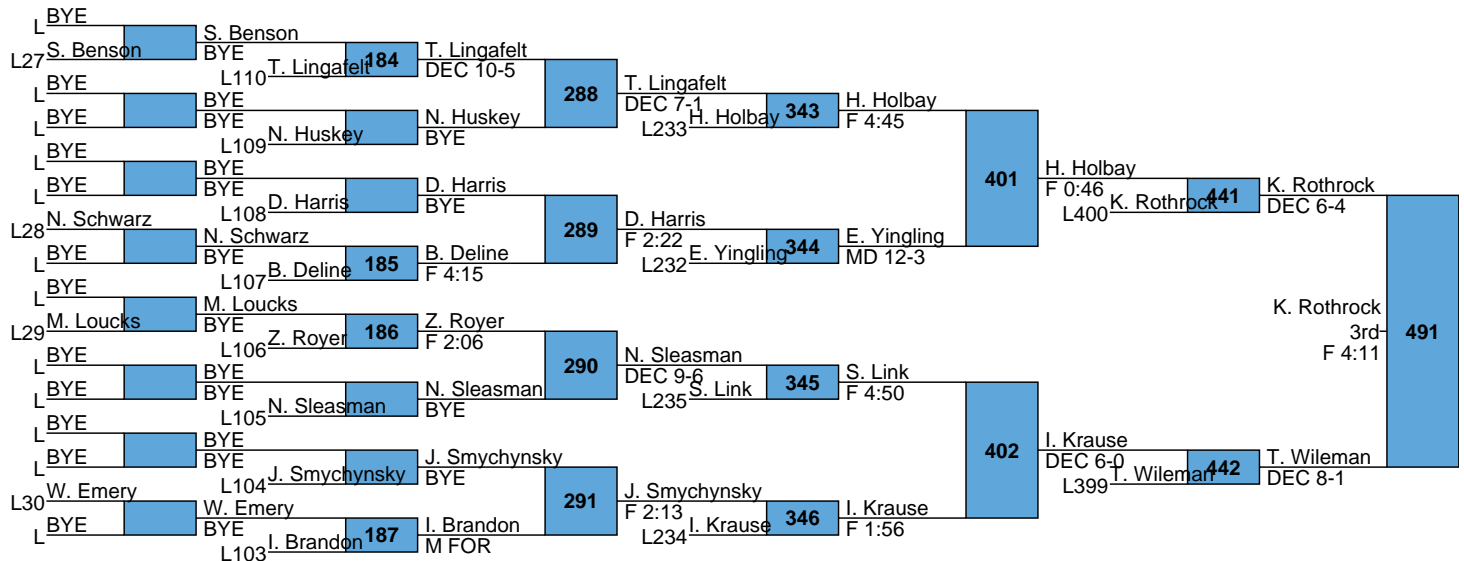 BYE
L
S. Benson
L27
BYE
L
BYE
L
BYE
L
BYE
L
N. Schwarz
L28
BYE
L
BYE
L
M. Loucks
L29
BYE
L
BYE
L
BYE
L
BYE
L
W. Emery
L30
BYE
L
S. Benson
BYE
184
T. Lingafelt
L110
BYE
BYE
N. Huskey
L109
BYE
BYE
D. Harris
L108
N. Schwarz
BYE
185
B. Deline
L107
M. Loucks
BYE
186
Z. Royer
L106
BYE
BYE
N. Sleasman
L105
BYE
BYE
J. Smychynsky
L104
W. Emery
BYE
187
I. Brandon
L103
T. Lingafelt
DEC 10-5
288
N. Huskey
BYE
D. Harris
BYE
289
B. Deline
F 4:15
Z. Royer
F 2:06
290
N. Sleasman
BYE
J. Smychynsky
BYE
291
I. Brandon
M FOR
T. Lingafelt
DEC 7-1
343
H. Holbay
L233
D. Harris
F 2:22
344
E. Yingling
L232
N. Sleasman
DEC 9-6
345
S. Link
L235
J. Smychynsky
F 2:13
346
I. Krause
L234
H. Holbay
F 4:45
401
E. Yingling
MD 12-3
S. Link
F 4:50
402
I. Krause
F 1:56
H. Holbay
F 0:46
441
K. Rothrock
L400
I. Krause
DEC 6-0
442
T. Wileman
L399
K. Rothrock
DEC 6-4
491
T. Wileman
DEC 8-1
K. Rothrock
3rd
F 4:11